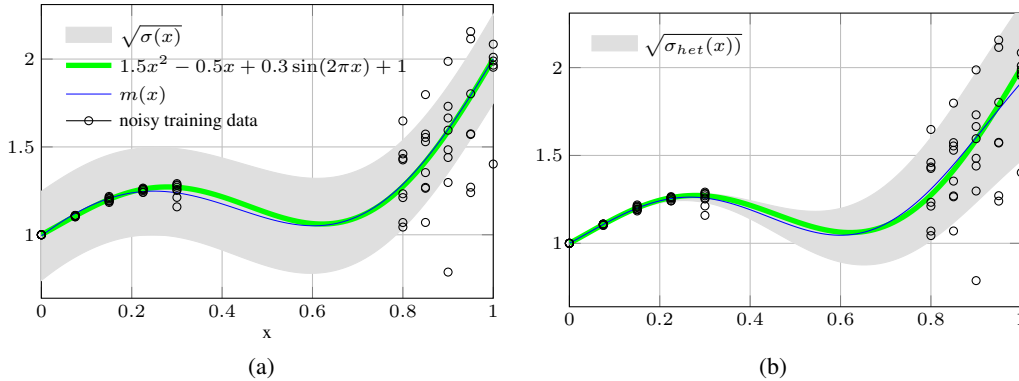 2
1.5
1
√σ(x)
1.5x² − 0.5x + 0.3 sin(2πx) + 1
m(x)
noisy training data
0 0.2 0.4 0.6 0.8 1
x
(a)
2
1.5
1
√σ_het(x))
0 0.2 0.4 0.6 0.8 1
(b)